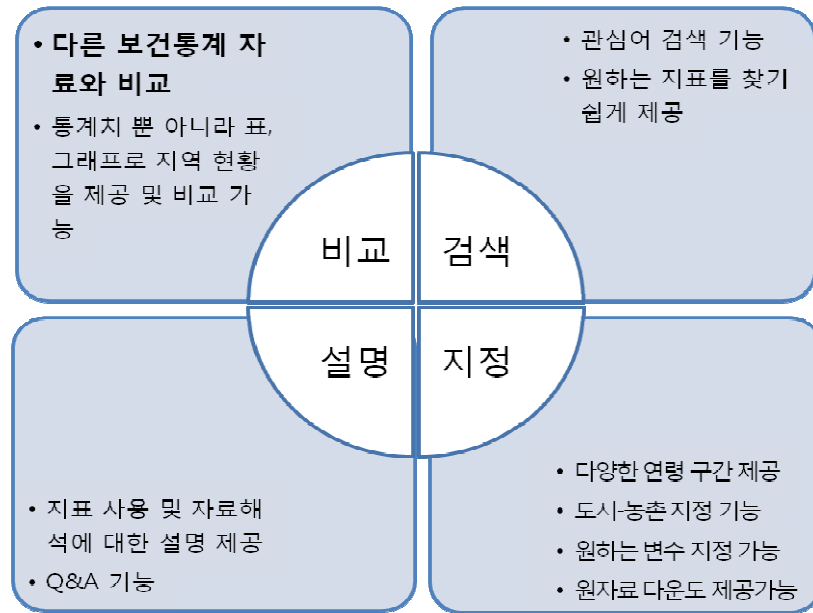 • 다른 보건통계 자
료와 비교
• 통계치 뿐 아니라 표,
그래프로 지역 현황
을 제공 및 비교 가
능
• 관심어 검색 기능
• 원하는 지표를 찾기
쉽게 제공
비교
검색
설명
지정
• 지표 사용 및 자료해
석에 대한 설명 제공
• Q&A 기능
• 다양한 연령 구간 제공
• 도시-농촌 지정 기능
• 원하는 변수 지정 가능
• 원자료 다운도 제공가능